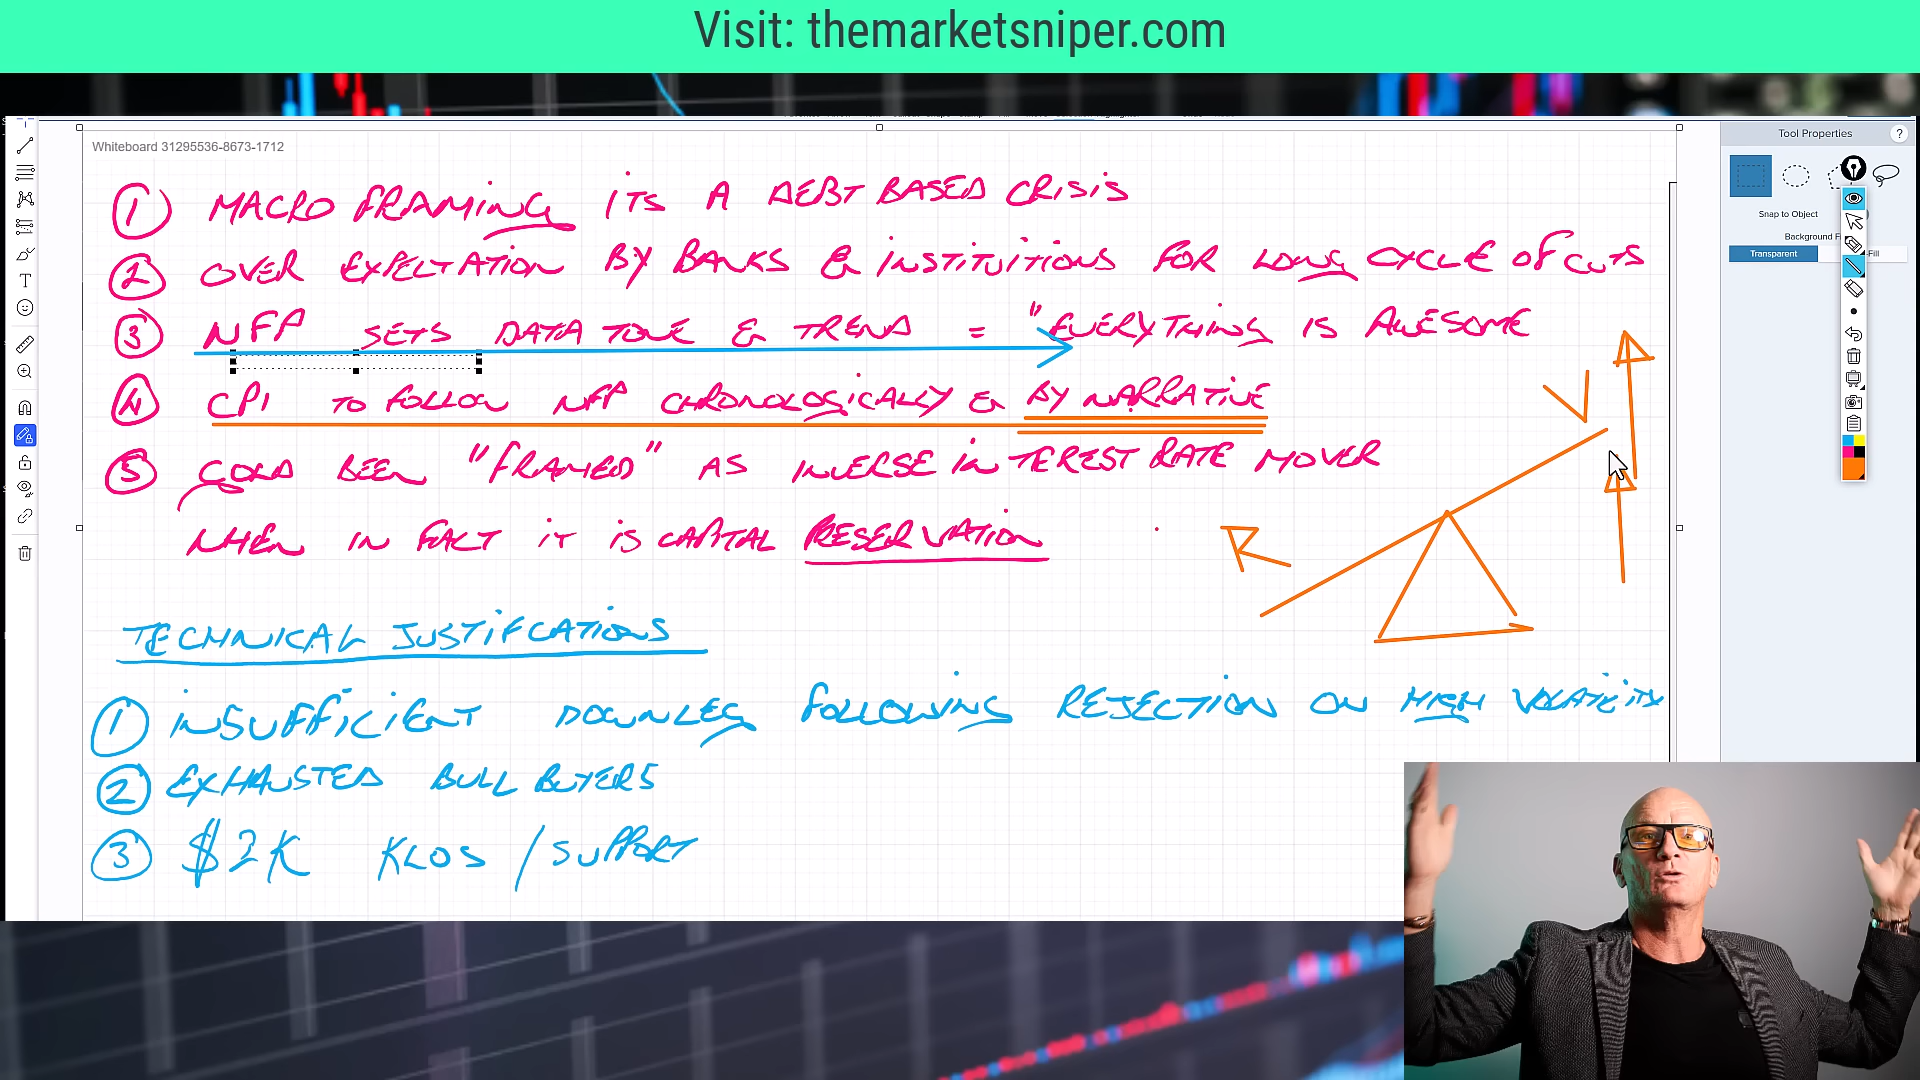 Visit: themarketsniper.com
Whiteboard 31295536-8673-1712
Tool Properties
?
Snap to Object
Transparent
Fill
1 MACRO FRAMING ITS A DEBT BASED CRISIS
2 OVER EXPECTATION BY BANKS & INSTITUITIONS FOR LONG CYCLE OF CUTS
3 NFP SETS DATA TONE & TREND = "EVERYTHING IS AWESOME
4 CPI TO FOLLOW NFP CHRONOLOGICALLY & BY NARRATIVE
5 GOLD BEEN "FRAMED" AS INVERSE INTEREST RATE MOVER
WHEN IN FACT IT IS CAPITAL PRESERVATION
TECHNICAL JUSTIFCATIONS
1 INSUFFICIENT DOWNLEG FOLLOWING REJECTION ON HIGH VOLATILITY
2 EXHAUSTED BULL BUYERS
3 $2K KLOS / SUPPORT